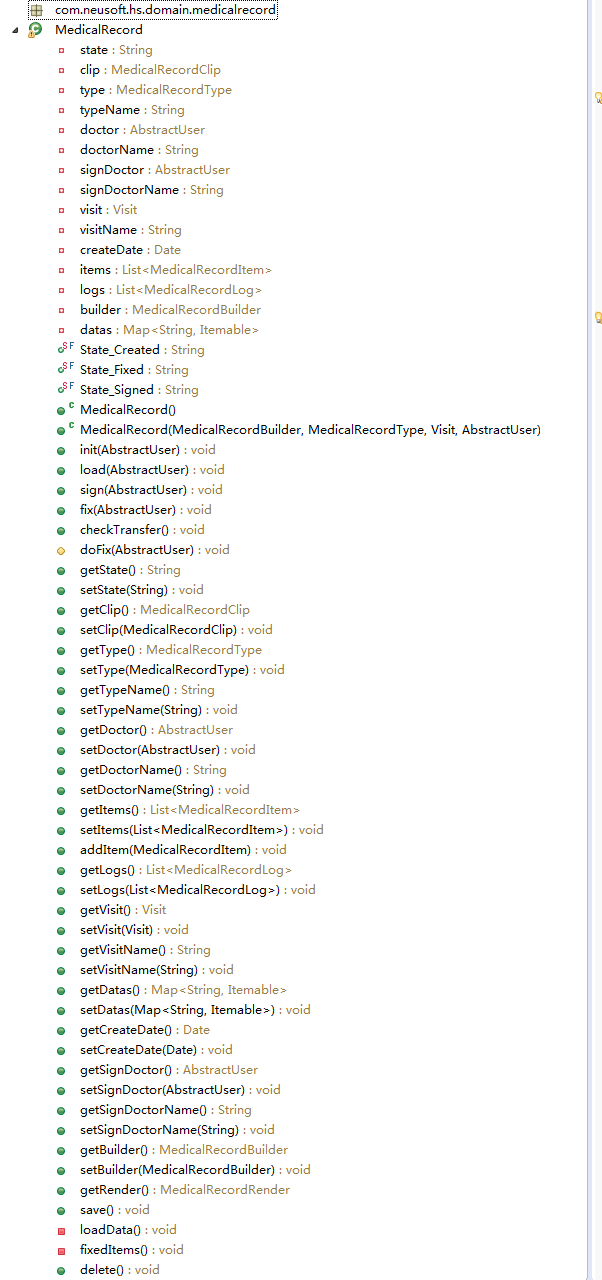 com.neusoft.hs.domain.medicalrecord
MedicalRecord
state : String
clip : MedicalRecordClip
type : MedicalRecordType
typeName : String
doctor : AbstractUser
doctorName : String
signDoctor : AbstractUser
signDoctorName : String
visit : Visit
visitName : String
createDate : Date
items : List<MedicalRecordItem>
logs : List<MedicalRecordLog>
builder : MedicalRecordBuilder
datas : Map<String, Itemable>
S F State_Created : String
S F State_Fixed : String
S F State_Signed : String
C MedicalRecord()
C MedicalRecord(MedicalRecordBuilder, MedicalRecordType, Visit, AbstractUser)
init(AbstractUser) : void
load(AbstractUser) : void
sign(AbstractUser) : void
fix(AbstractUser) : void
checkTransfer() : void
doFix(AbstractUser) : void
getState() : String
setState(String) : void
getClip() : MedicalRecordClip
setClip(MedicalRecordClip) : void
getType() : MedicalRecordType
setType(MedicalRecordType) : void
getTypeName() : String
setTypeName(String) : void
getDoctor() : AbstractUser
setDoctor(AbstractUser) : void
getDoctorName() : String
setDoctorName(String) : void
getItems() : List<MedicalRecordItem>
setItems(List<MedicalRecordItem>) : void
addItem(MedicalRecordItem) : void
getLogs() : List<MedicalRecordLog>
setLogs(List<MedicalRecordLog>) : void
getVisit() : Visit
setVisit(Visit) : void
getVisitName() : String
setVisitName(String) : void
getDatas() : Map<String, Itemable>
setDatas(Map<String, Itemable>) : void
getCreateDate() : Date
setCreateDate(Date) : void
getSignDoctor() : AbstractUser
setSignDoctor(AbstractUser) : void
getSignDoctorName() : String
setSignDoctorName(String) : void
getBuilder() : MedicalRecordBuilder
setBuilder(MedicalRecordBuilder) : void
getRender() : MedicalRecordRender
save() : void
loadData() : void
fixedItems() : void
delete() : void